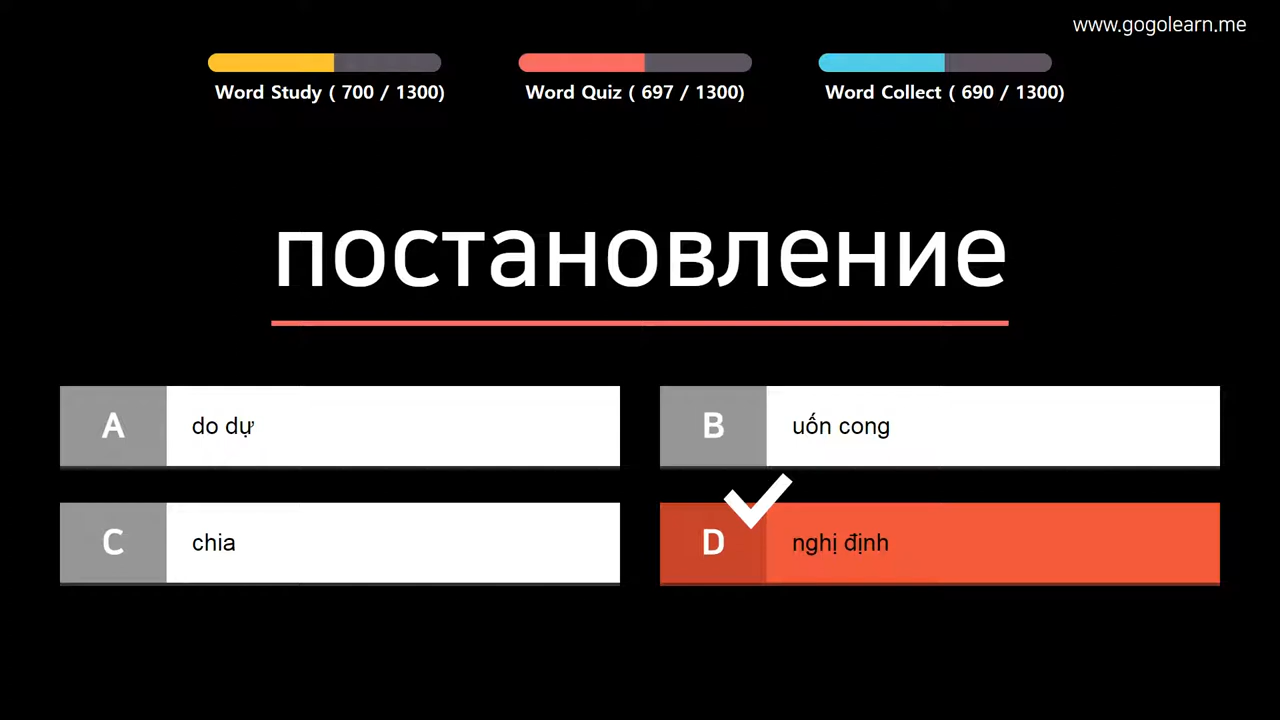 www.gogolearn.me
Word Study ( 700 / 1300)
Word Quiz ( 697 / 1300)
Word Collect ( 690 / 1300)
постановление
A do dự
B uốn cong
C chia
D nghị định